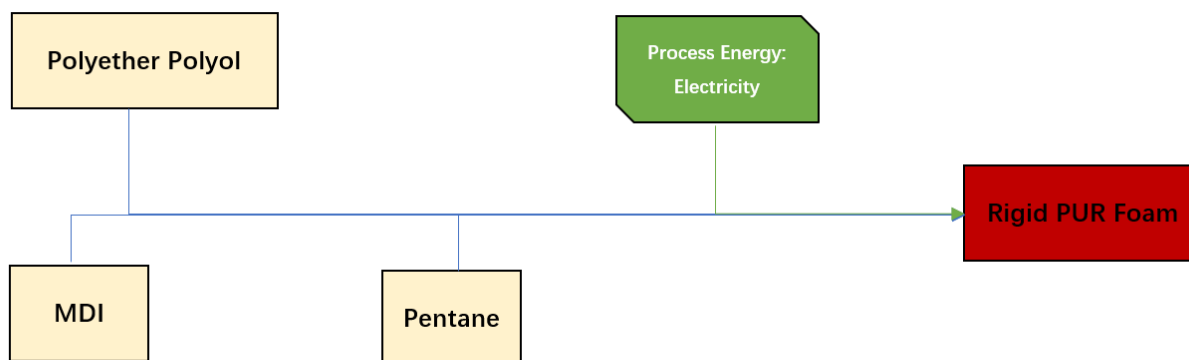 Polyether Polyol
Process Energy:
Electricity
Rigid PUR Foam
MDI
Pentane